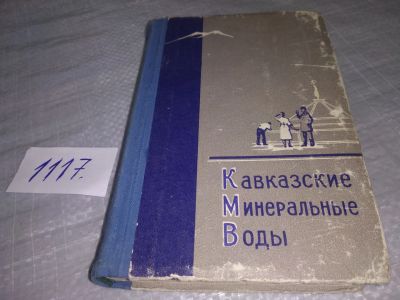 1117.
Кавказские
Минеральные
Воды